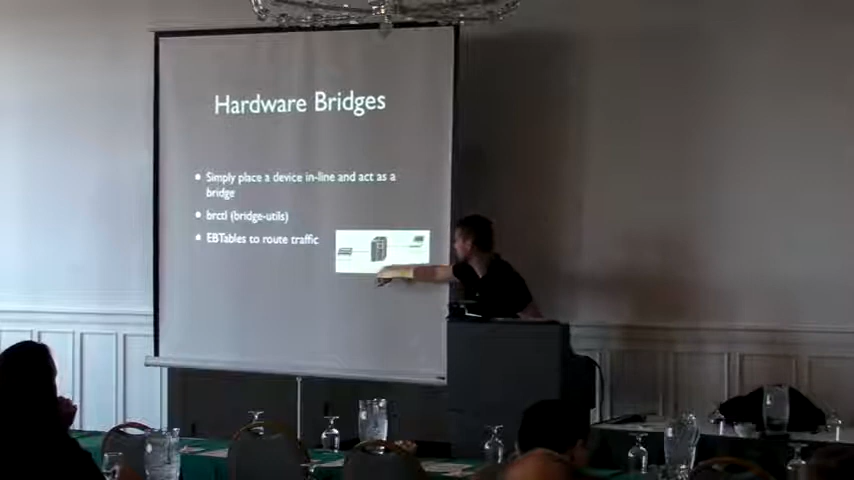 Hardware Bridges
• Simply place a device in-line and act as a
bridge
• brctl (bridge-utils)
• EBTables to route traffic